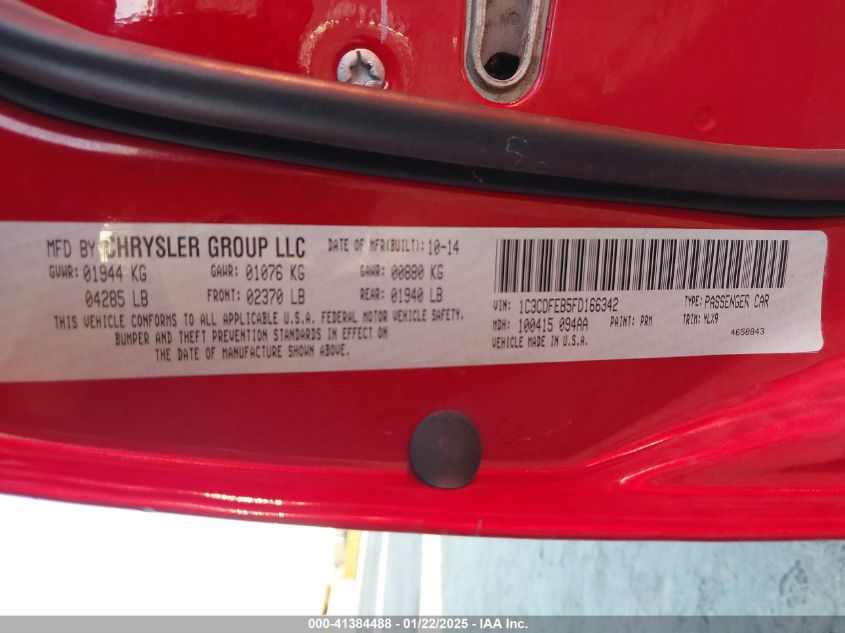 MFD BY CHRYSLER GROUP LLC DATE OF MFR(BUILT): 10-14
GVWR: 01944 KG GAWR: 01076 KG GAWR: 00880 KG
04285 LB FRONT: 02370 LB REAR: 01940 LB
THIS VEHICLE CONFORMS TO ALL APPLICABLE U.S.A. FEDERAL MOTOR VEHICLE SAFETY,
BUMPER AND THEFT PREVENTION STANDARDS IN EFFECT ON
THE DATE OF MANUFACTURE SHOWN ABOVE.
VIN: 1C3CDFEB5FD166342 TYPE: PASSENGER CAR
MDH: 100415 094AA PAINT: PRM TRIM: VLX9
VEHICLE MADE IN U.S.A. 4658843
000-41384488 - 01/22/2025 - IAA Inc.